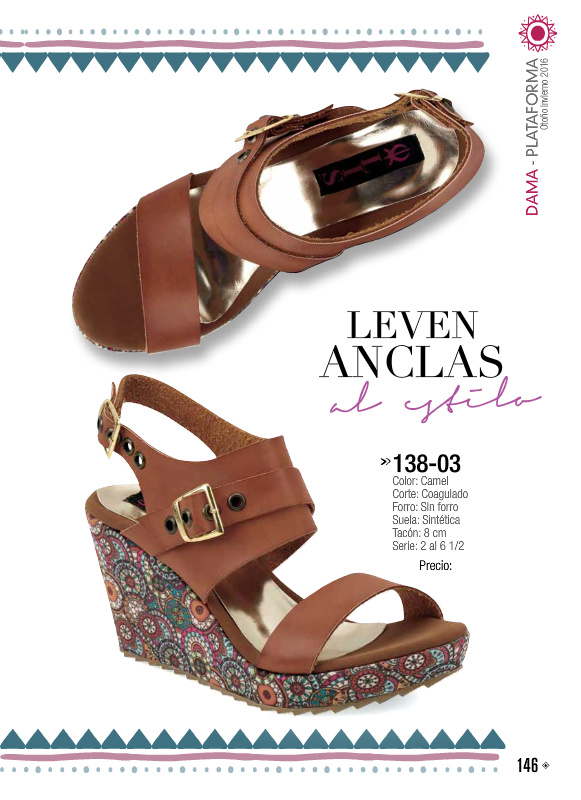 DAMA - PLATAFORMA
Otoño Invierno 2016
LEVEN
ANCLAS
al estilo
138-03
Color: Camel
Corte: Coagulado
Forro: Sin forro
Suela: Sintética
Tacón: 8 cm
Serie: 2 al 6 1/2
Precio:
146